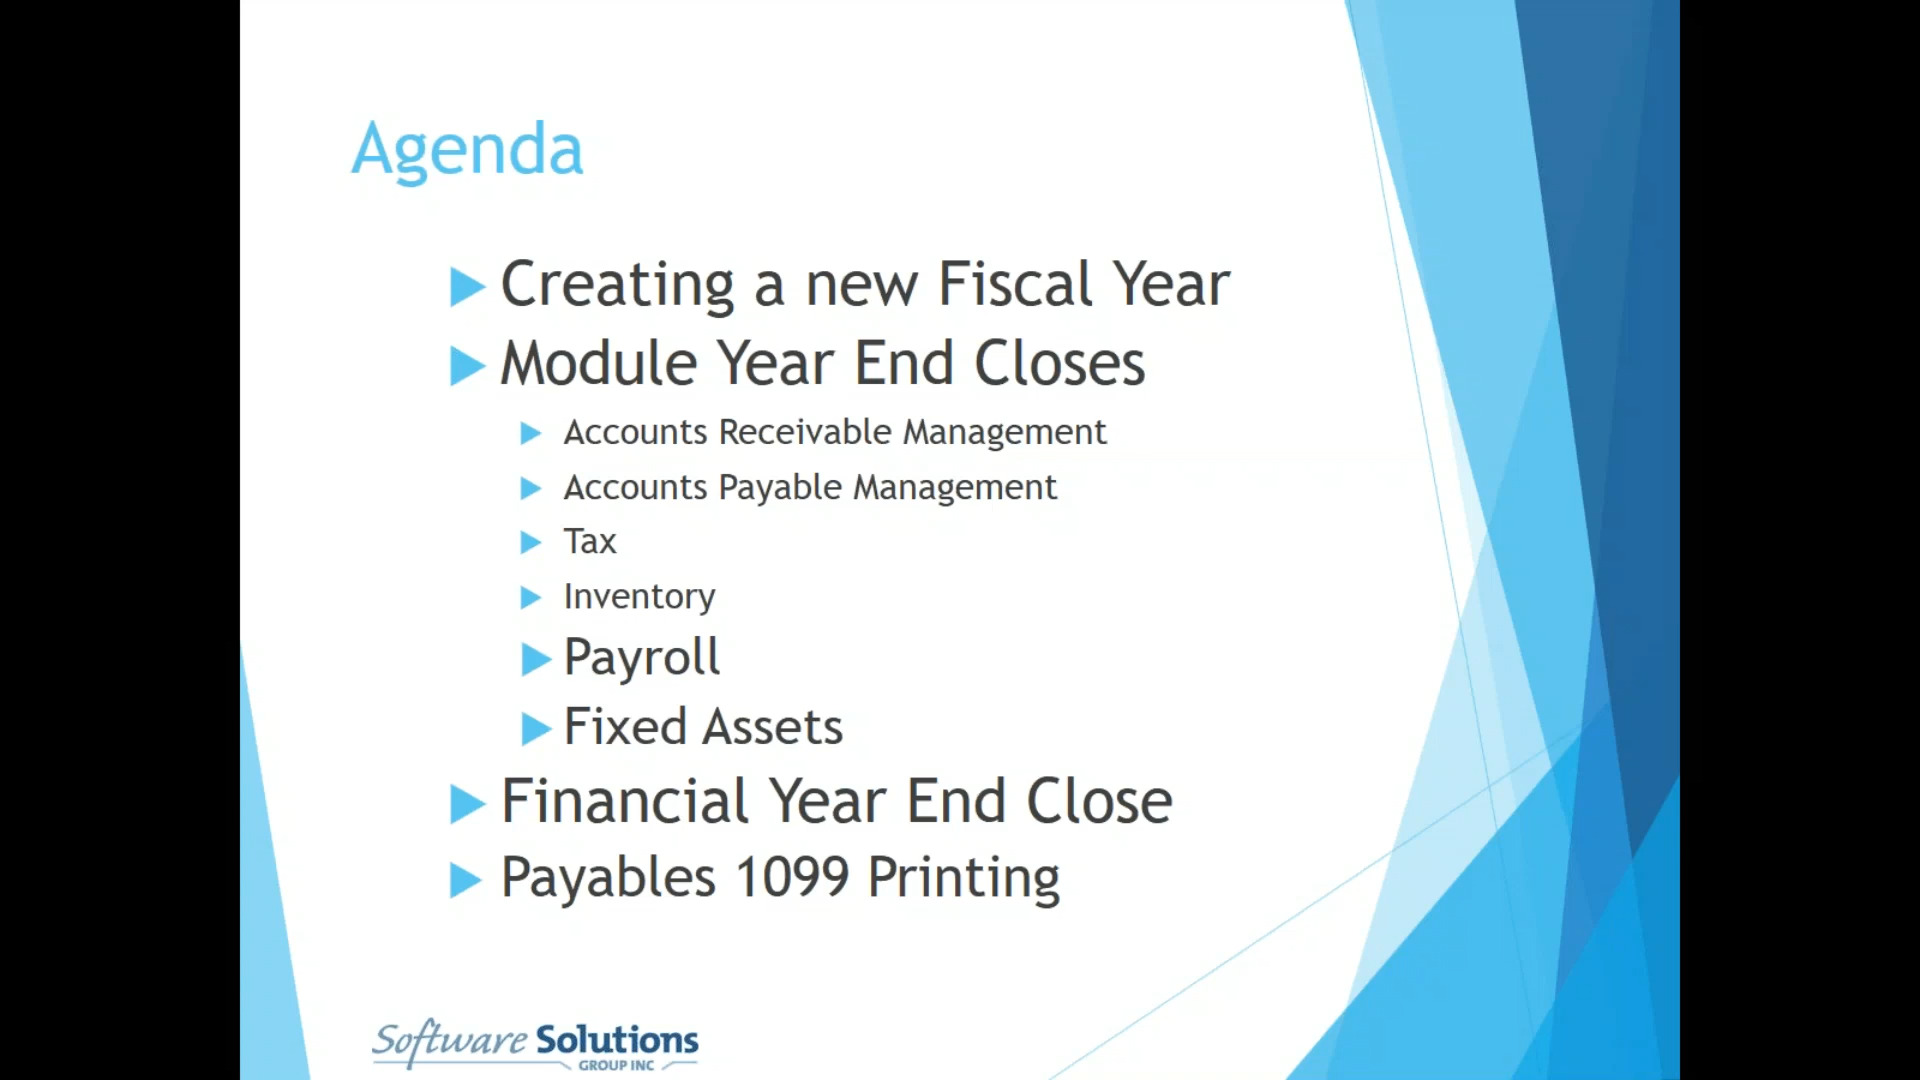 Agenda
Creating a new Fiscal Year
Module Year End Closes
Accounts Receivable Management
Accounts Payable Management
Tax
Inventory
Payroll
Fixed Assets
Financial Year End Close
Payables 1099 Printing
Software Solutions
GROUP INC